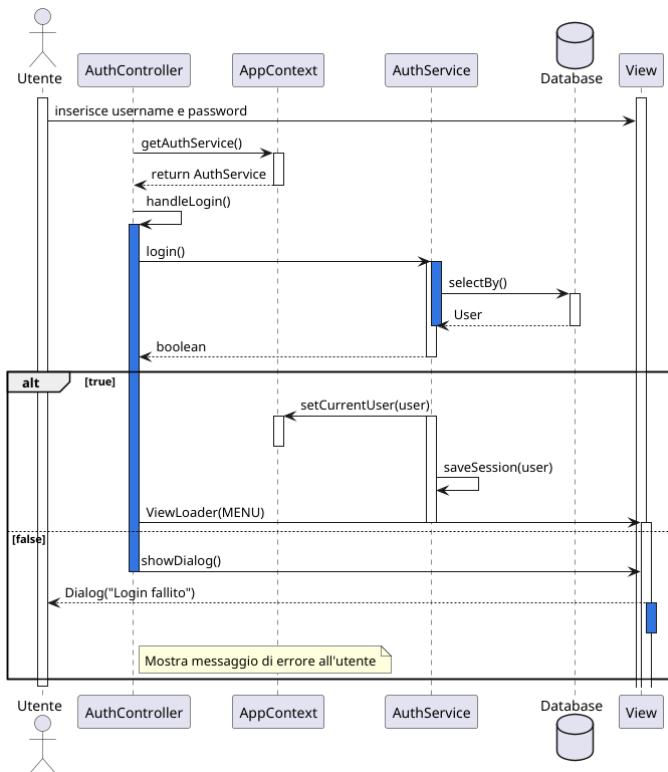 Utente
AuthController
AppContext
AuthService
Database
View
inserisce username e password
getAuthService()
return AuthService
handleLogin()
login()
selectBy()
User
boolean
alt [true]
setCurrentUser(user)
saveSession(user)
ViewLoader(MENU)
[false]
showDialog()
Dialog("Login fallito")
Mostra messaggio di errore all'utente
Utente
AuthController
AppContext
AuthService
Database
View